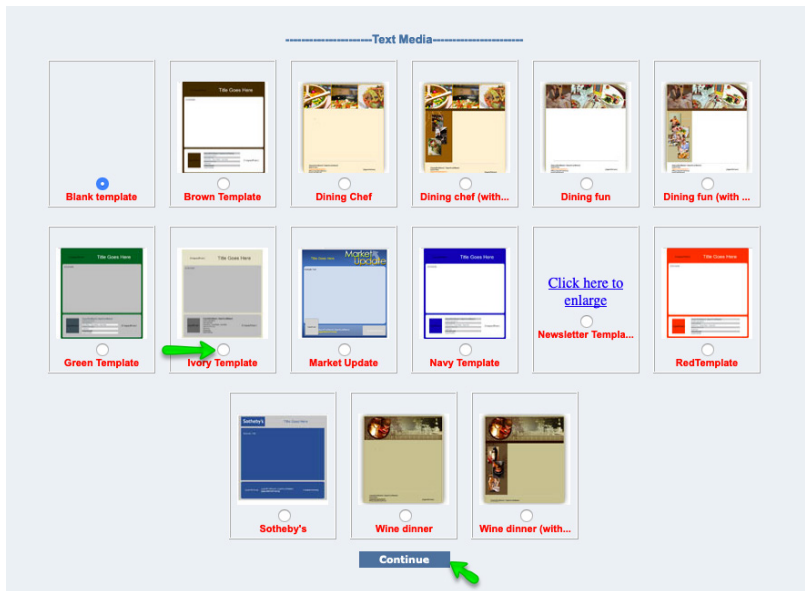 ----------------------Text Media-----------------------
Title Goes Here
Blank template
Brown Template
Dining Chef
Dining chef (with...
Dining fun
Dining fun (with ...
Title Goes Here
Title Goes Here
Market Update
Title Goes Here
Click here to
enlarge
Title Goes Here
Green Template
Ivory Template
Market Update
Navy Template
Newsletter Templa...
RedTemplate
Sotheby's
Title Goes Here
Sotheby's
Wine dinner
Wine dinner (with...
Continue